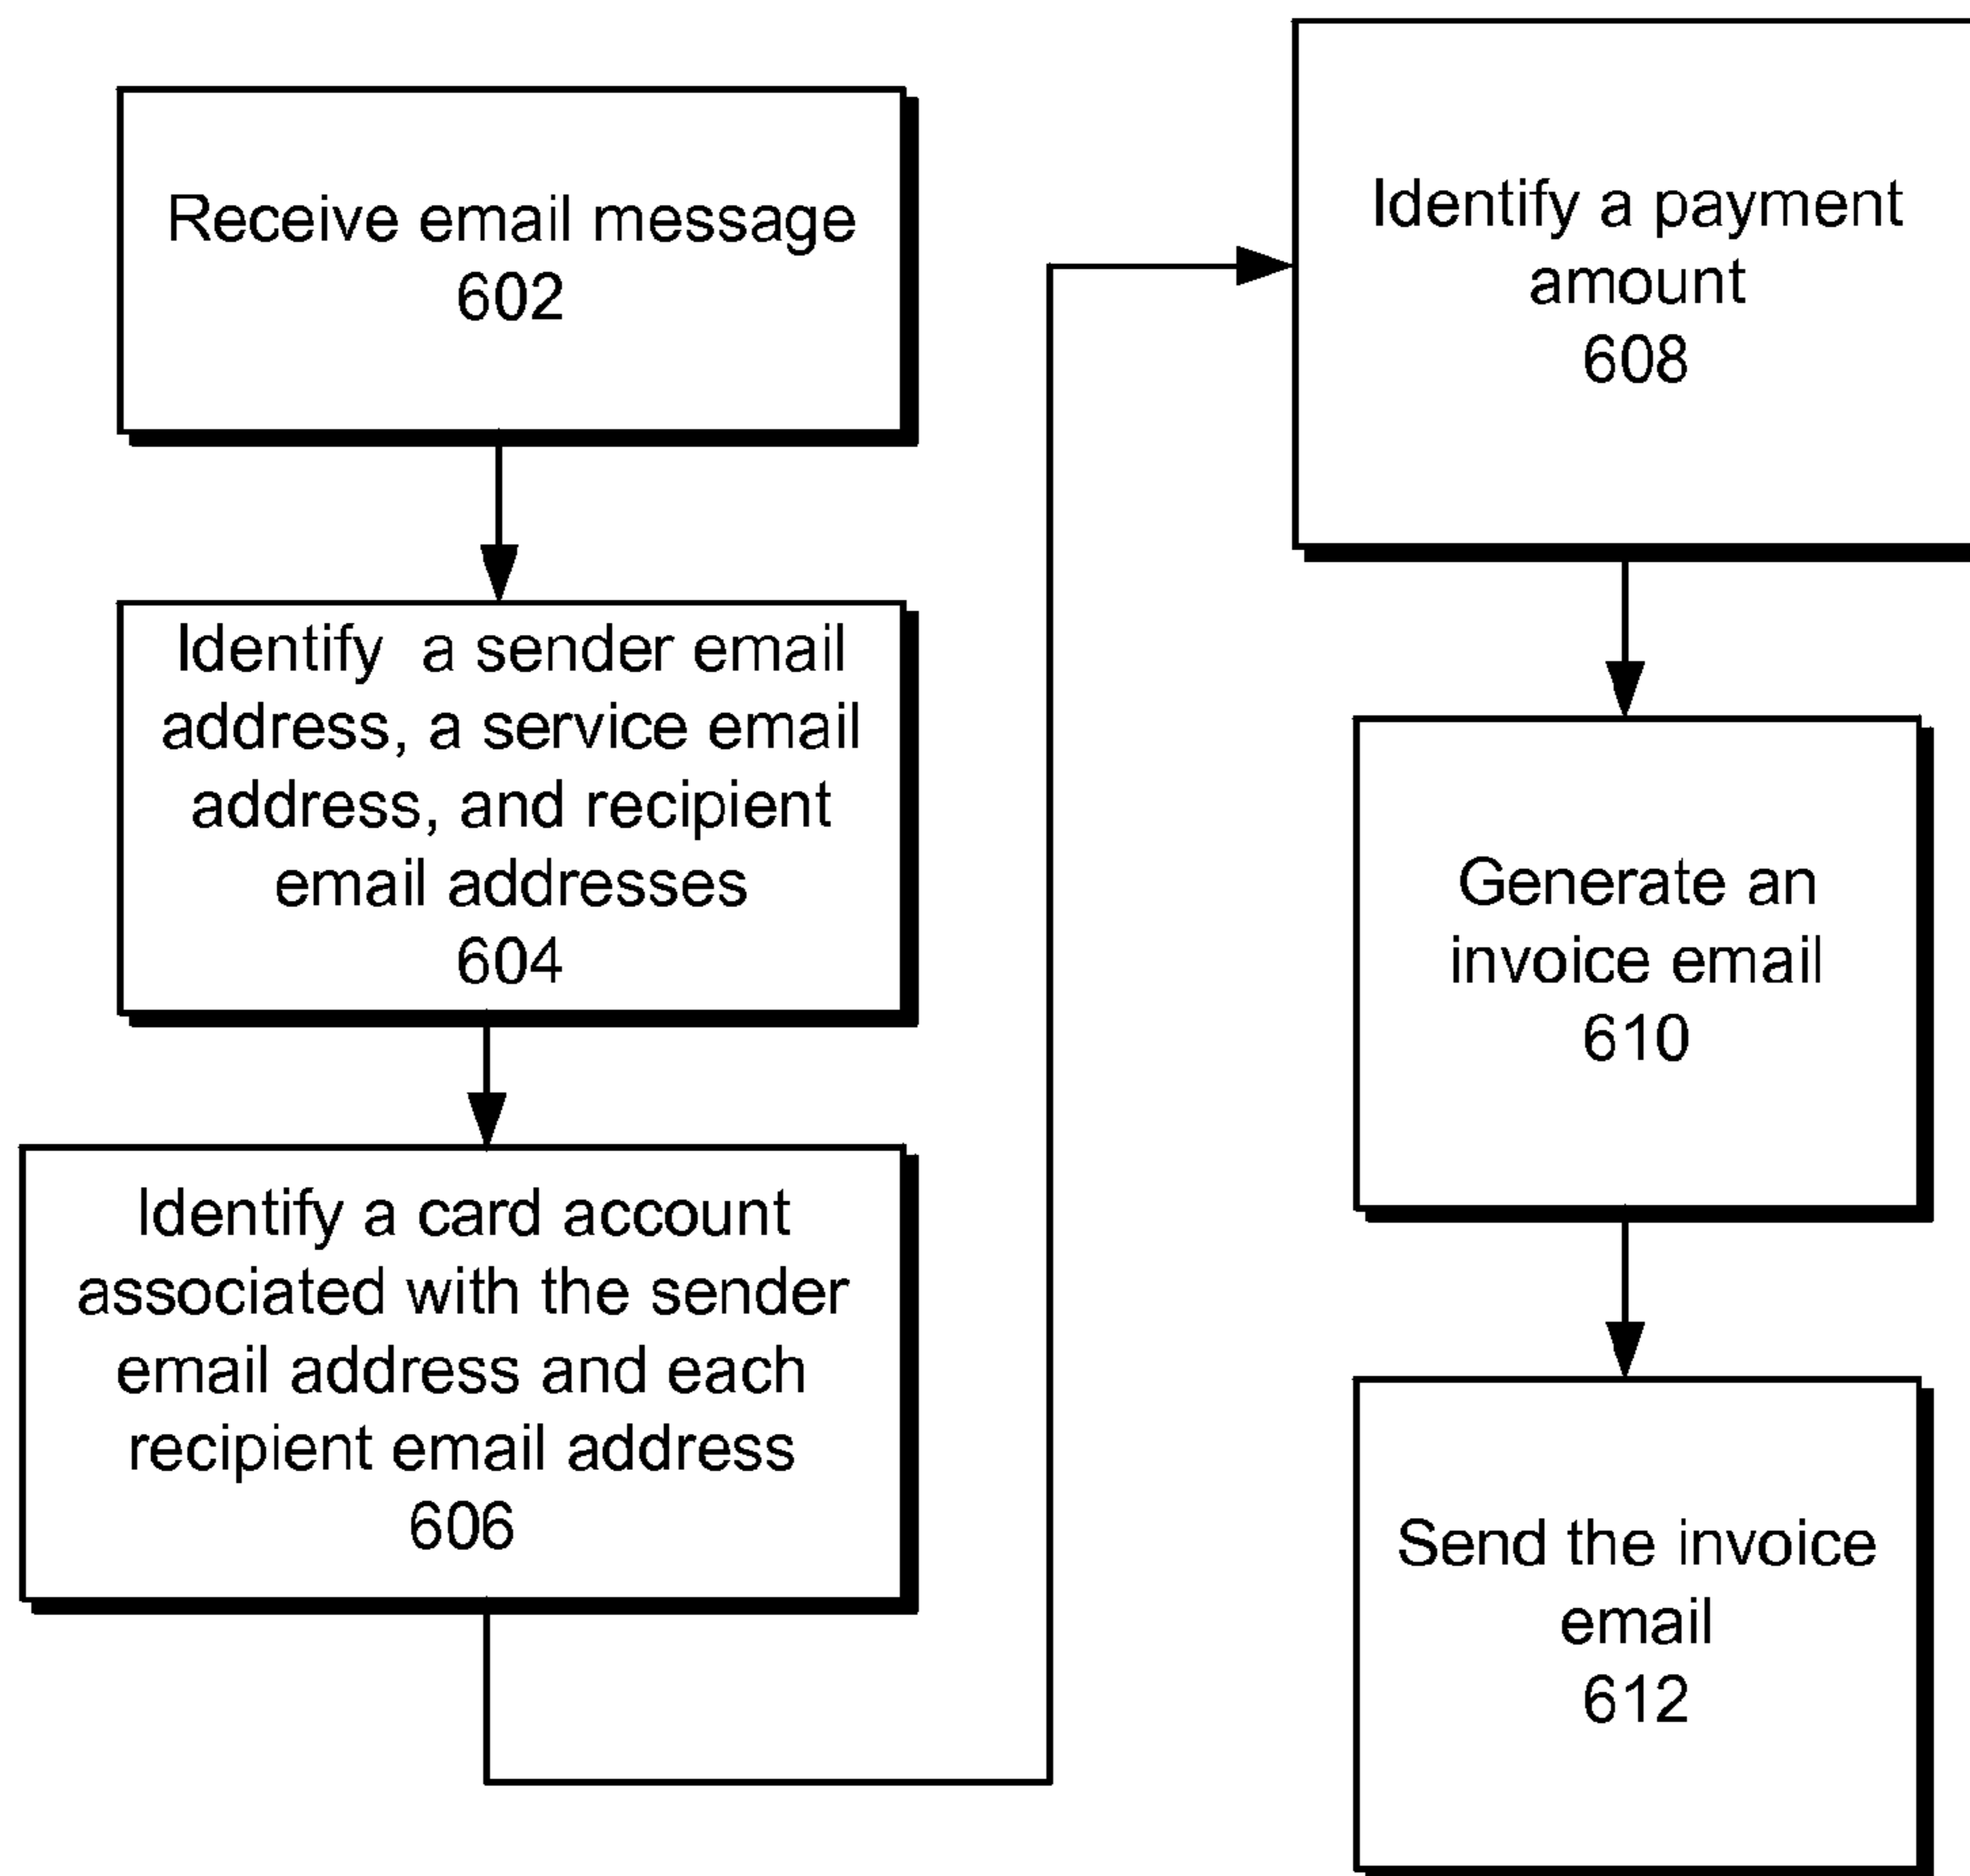 Receive email message
602
Identify a sender email
address, a service email
address, and recipient
email addresses
604
Identify a card account
associated with the sender
email address and each
recipient email address
606
Identify a payment
amount
608
Generate an
invoice email
610
Send the invoice
email
612